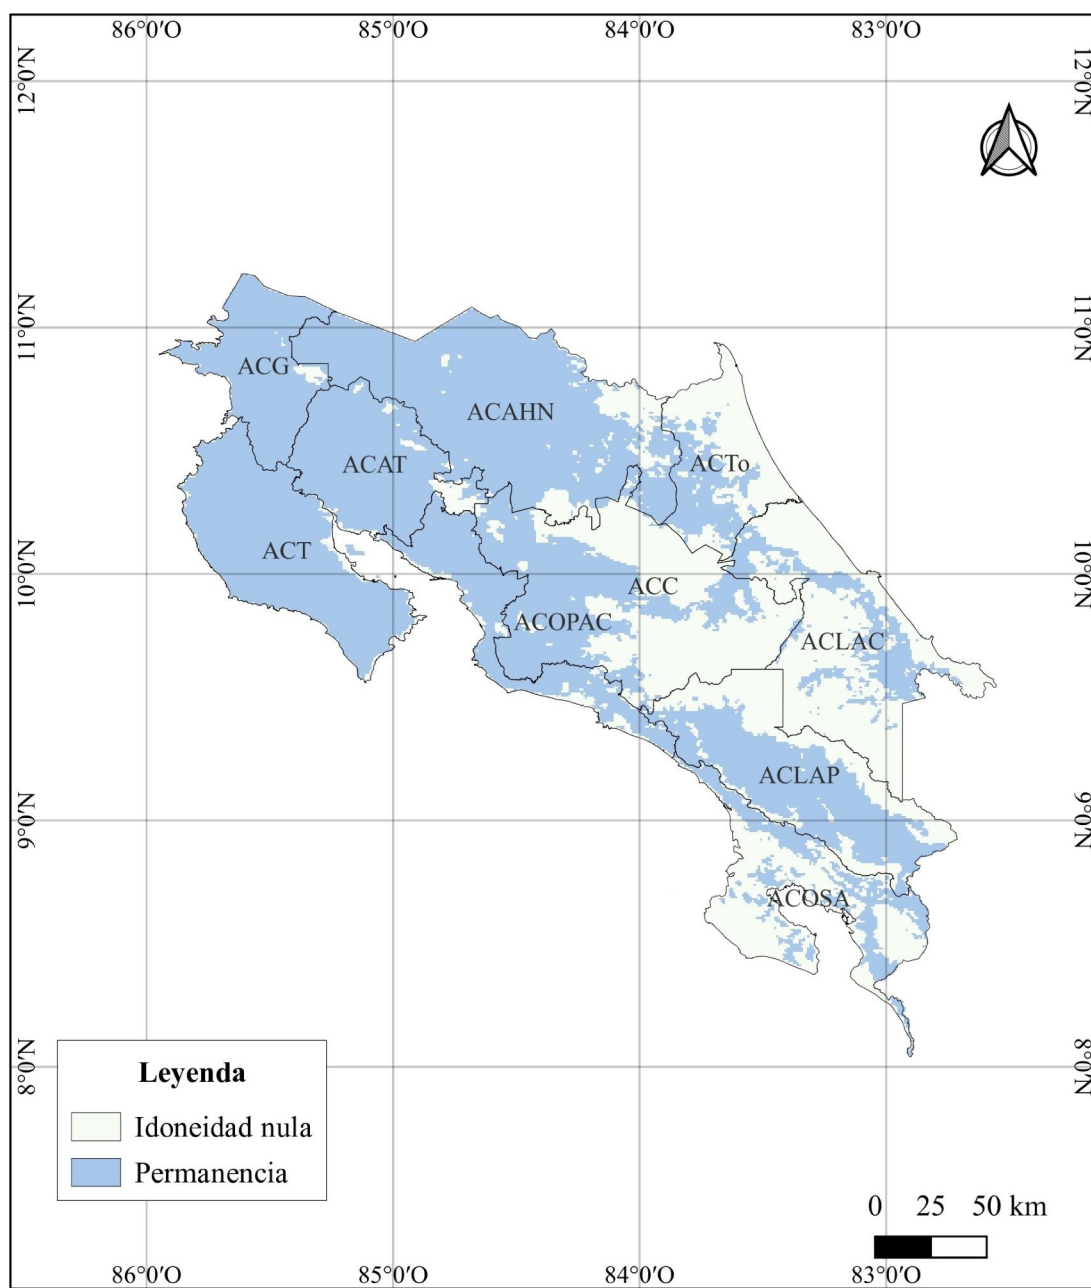 86°0′O 85°0′O 84°0′O 83°0′O
12°0′N 12°0′N
11°0′N 11°0′N
ACG
ACAHN
ACAT
ACTo
ACT
10°0′N 10°0′N
ACC
ACOPAC
ACLAC
ACLAP
9°0′N 9°0′N
ACOSA
8°0′N 8°0′N
Leyenda
Idoneidad nula
Permanencia
0 25 50 km
86°0′O 85°0′O 84°0′O 83°0′O